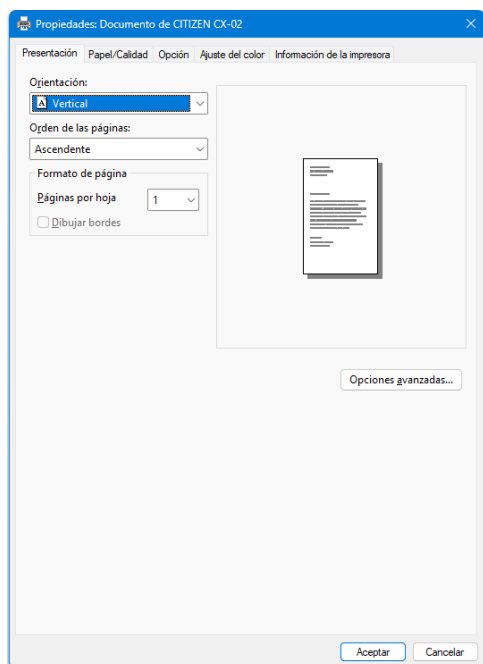 Propiedades: Documento de CITIZEN CX-02
Presentación Papel/Calidad Opción Ajuste del color Información de la impresora
Orientación:
Vertical
Orden de las páginas:
Ascendente
Formato de página
Páginas por hoja 1
Dibujar bordes
Opciones avanzadas...
Aceptar Cancelar